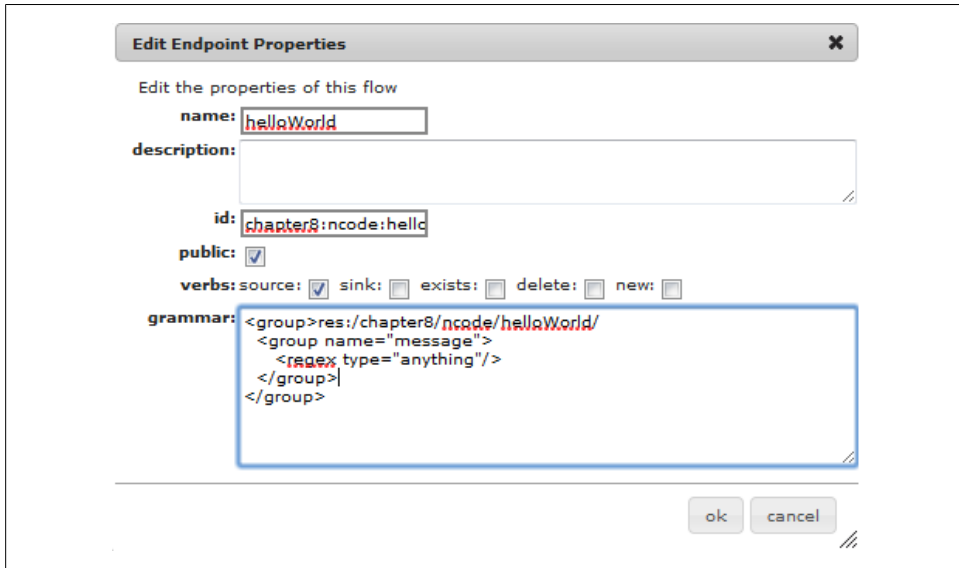 Edit Endpoint Properties
Edit the properties of this flow
name: helloWorld
description:
id: chapter8:ncode:hello
public:
verbs: source: sink: exists: delete: new:
grammar: <group>res:/chapter8/ncode/helloWorld/
<group name="message">
<regex type="anything"/>
</group>
</group>
ok cancel